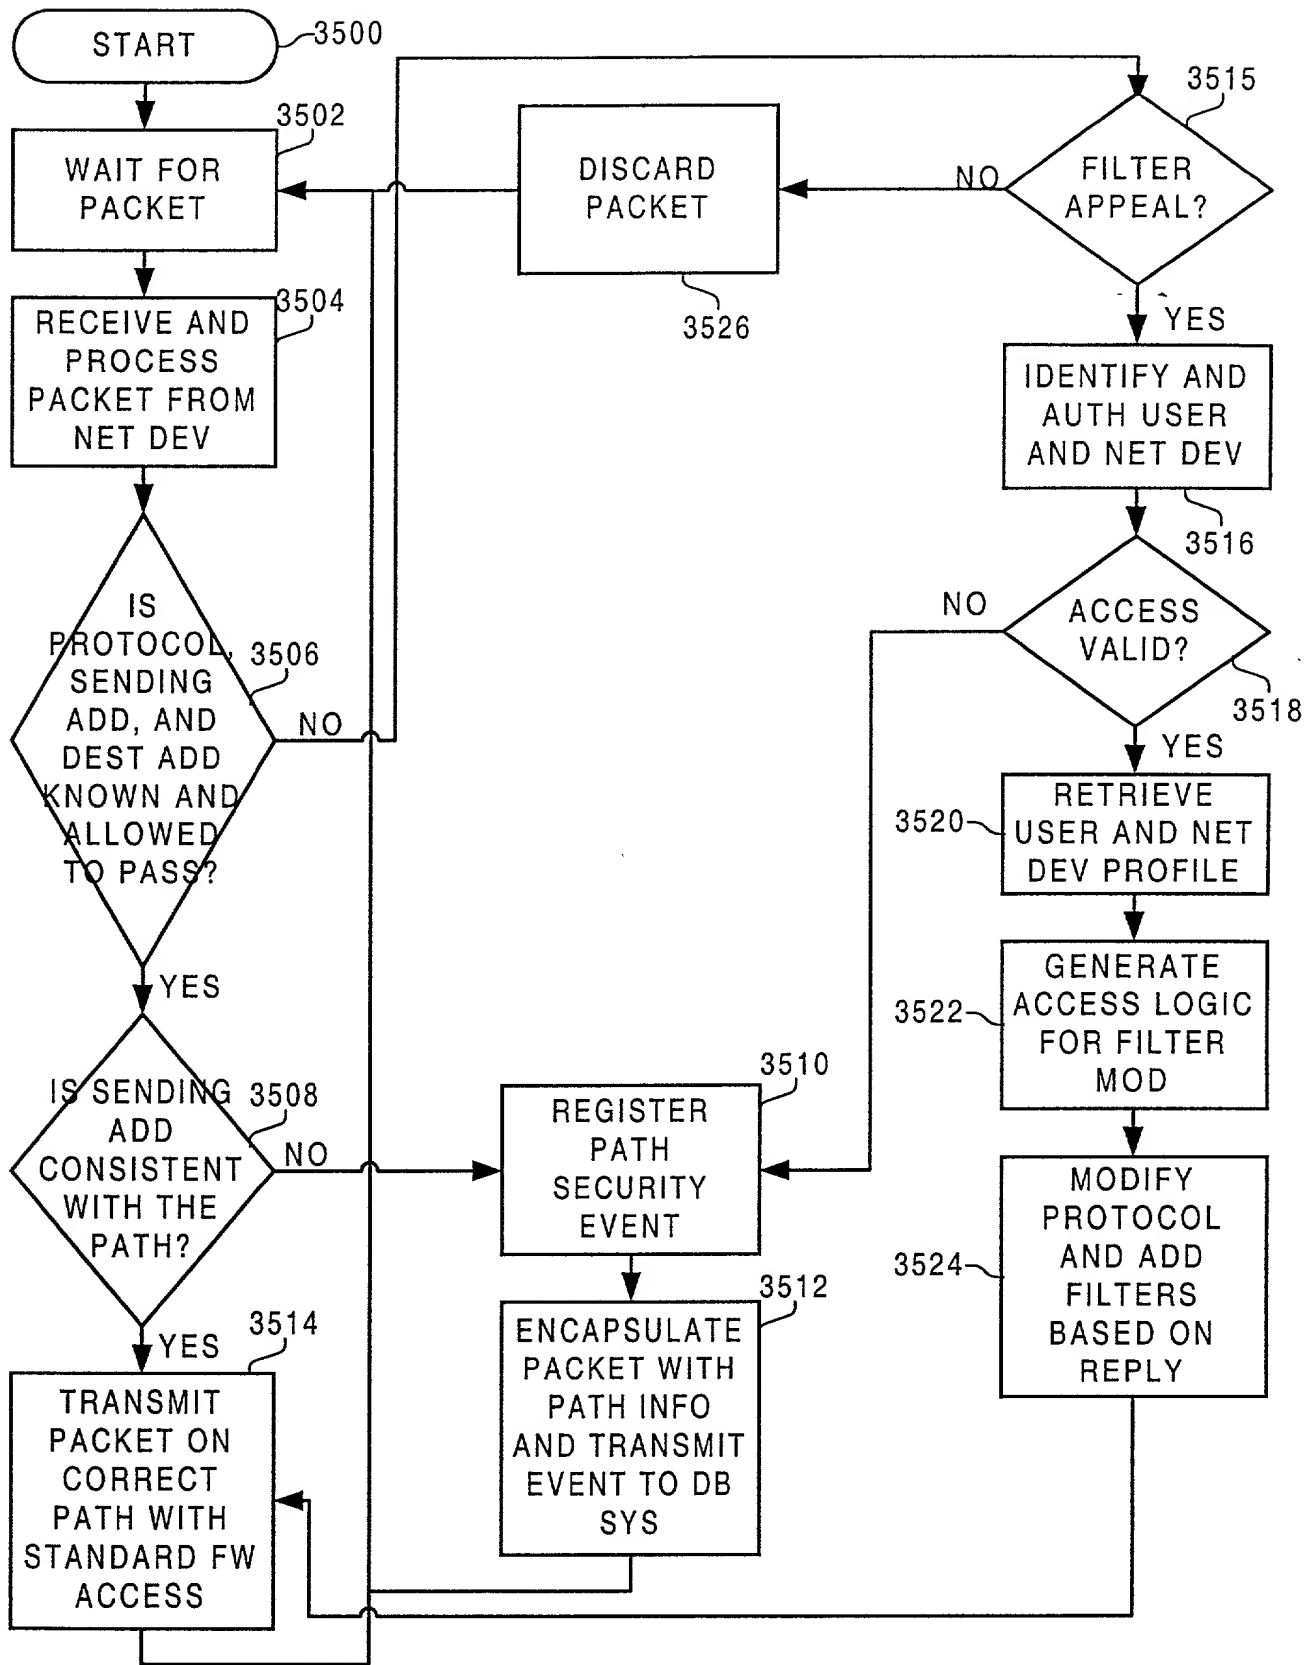 START
3500
3502
WAIT FOR
PACKET
3504
RECEIVE AND
PROCESS
PACKET FROM
NET DEV
IS
PROTOCOL,
SENDING
ADD, AND
DEST ADD
KNOWN AND
ALLOWED
TO PASS?
3506
NO
YES
IS SENDING
ADD
CONSISTENT
WITH THE
PATH?
3508
NO
YES
3514
TRANSMIT
PACKET ON
CORRECT
PATH WITH
STANDARD FW
ACCESS
DISCARD
PACKET
3526
3510
REGISTER
PATH
SECURITY
EVENT
3512
ENCAPSULATE
PACKET WITH
PATH INFO
AND TRANSMIT
EVENT TO DB
SYS
3515
FILTER
APPEAL?
NO
YES
IDENTIFY AND
AUTH USER
AND NET DEV
3516
ACCESS
VALID?
NO
3518
YES
3520
RETRIEVE
USER AND NET
DEV PROFILE
3522
GENERATE
ACCESS LOGIC
FOR FILTER
MOD
3524
MODIFY
PROTOCOL
AND ADD
FILTERS
BASED ON
REPLY